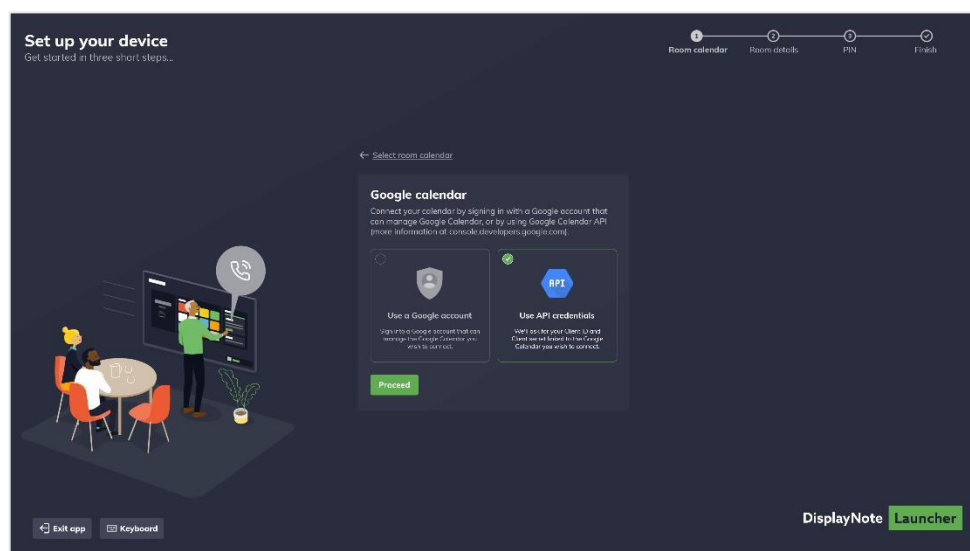 Set up your device
Get started in three short steps...
1
2
3
Room calendar
Room details
PIN
Finish
← Select room calendar
Google calendar
Connect your calendar by signing in with a Google account that
can manage Google Calendar, or by using Google Calendar API
(more information at console.developers.google.com).
API
Use a Google account
Sign into a Google account that can
manage the Google Calendar you
wish to connect.
Use API credentials
We'll ask for your Client ID and
Client secret linked to the Google
Calendar you wish to connect.
Proceed
Exit app
Keyboard
DisplayNote Launcher